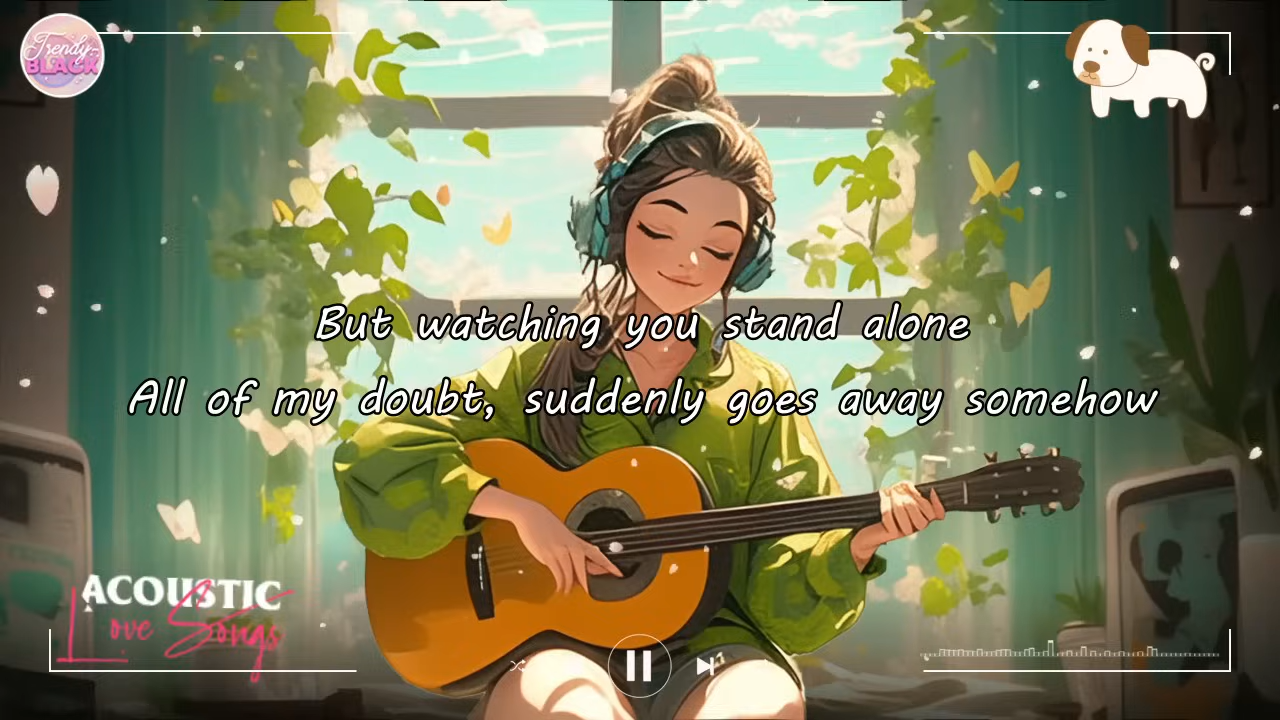 Trendy
BLACK
But watching you stand alone
All of my doubt, suddenly goes away somehow
ACOUSTIC
Love Songs